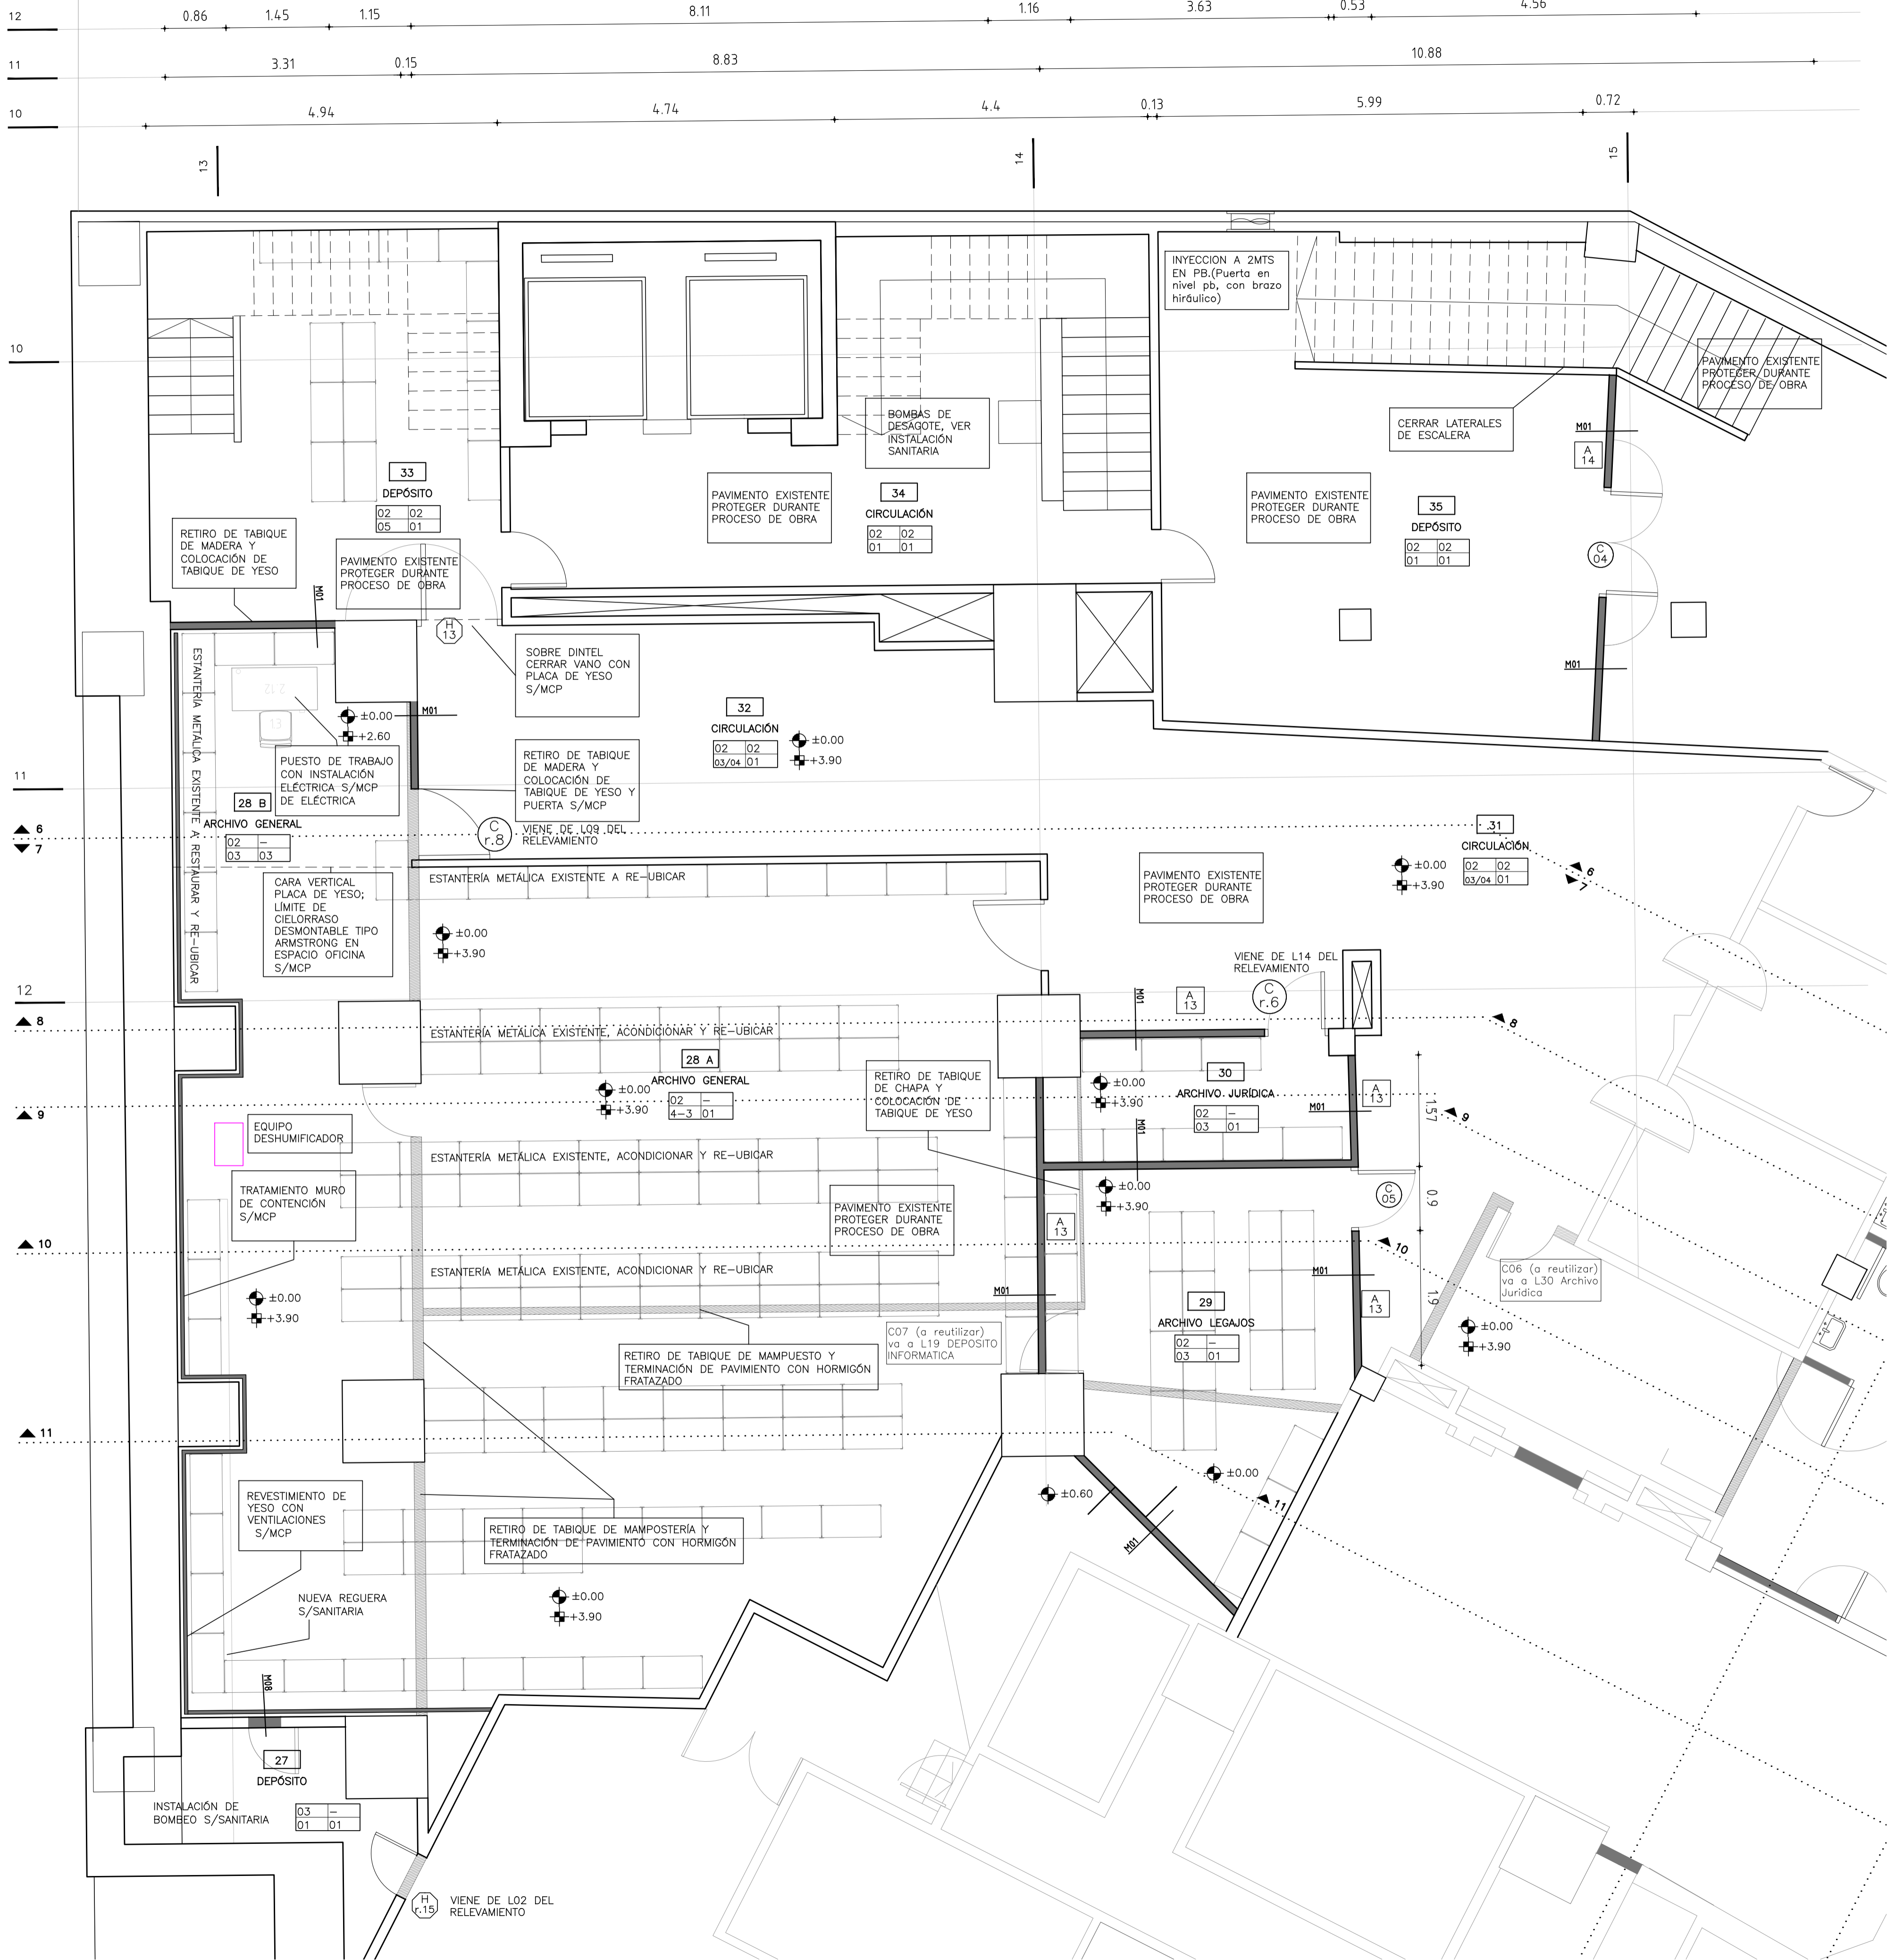 12
0.86
1.45
1.15
8.11
1.16
3.63
0.53
4.56
11
3.31
0.15
8.83
10.88
10
4.94
4.74
4.4
0.13
5.99
0.72
13
14
15
INYECCION A 2MTS
EN PB.(Puerta en
nivel pb, con brazo
hiráulico)
10
PAVIMENTO EXISTENTE
PROTEGER DURANTE
PROCESO DE OBRA
BOMBAS DE
DESAGOTE, VER
INSTALACIÓN
SANITARIA
CERRAR LATERALES
DE ESCALERA
M01
A
14
33
DEPÓSITO
02 02
05 01
PAVIMENTO EXISTENTE
PROTEGER DURANTE
PROCESO DE OBRA
34
CIRCULACIÓN
02 02
01 01
PAVIMENTO EXISTENTE
PROTEGER DURANTE
PROCESO DE OBRA
35
DEPÓSITO
02 02
01 01
C
04
RETIRO DE TABIQUE
DE MADERA Y
COLOCACIÓN DE
TABIQUE DE YESO
PAVIMENTO EXISTENTE
PROTEGER DURANTE
PROCESO DE OBRA
M01
H
13
SOBRE DINTEL
CERRAR VANO CON
PLACA DE YESO
S/MCP
M01
ESTANTERÍA METÁLICA EXISTENTE A RESTAURAR Y RE-UBICAR
2.12
13
±0.00
+2.60
M01
32
CIRCULACIÓN
02 02
03/04 01
±0.00
+3.90
PUESTO DE TRABAJO
CON INSTALACIÓN
ELÉCTRICA S/MCP
DE ELÉCTRICA
RETIRO DE TABIQUE
DE MADERA Y
COLOCACIÓN DE
TABIQUE DE YESO Y
PUERTA S/MCP
11
28 B
ARCHIVO GENERAL
02 -
03 03
6
7
C
r.8
VIENE DE L09 DEL
RELEVAMIENTO
31
CIRCULACIÓN
02 02
03/04 01
±0.00
+3.90
6
7
CARA VERTICAL
PLACA DE YESO;
LÍMITE DE
CIELORRASO
DESMONTABLE TIPO
ARMSTRONG EN
ESPACIO OFICINA
S/MCP
ESTANTERÍA METÁLICA EXISTENTE A RE-UBICAR
PAVIMENTO EXISTENTE
PROTEGER DURANTE
PROCESO DE OBRA
±0.00
+3.90
VIENE DE L14 DEL
RELEVAMIENTO
C
r.6
12
M01
A
13
8
ESTANTERÍA METÁLICA EXISTENTE, ACONDICIONAR Y RE-UBICAR
8
28 A
ARCHIVO GENERAL
02 -
4-3 01
±0.00
+3.90
RETIRO DE TABIQUE
DE CHAPA Y
COLOCACIÓN DE
TABIQUE DE YESO
±0.00
+3.90
30
ARCHIVO JURÍDICA
02 -
03 01
M01
M01
A
13
1.57
9
9
EQUIPO
DESHUMIFICADOR
ESTANTERÍA METÁLICA EXISTENTE, ACONDICIONAR Y RE-UBICAR
TRATAMIENTO MURO
DE CONTENCIÓN
S/MCP
PAVIMENTO EXISTENTE
PROTEGER DURANTE
PROCESO DE OBRA
A
13
±0.00
+3.90
C
05
0.9
10
ESTANTERÍA METÁLICA EXISTENTE, ACONDICIONAR Y RE-UBICAR
10
C06 (a reutilizar)
va a L30 Archivo
Juridica
M01
M01
A
13
1.9
±0.00
+3.90
29
ARCHIVO LEGAJOS
02 -
03 01
±0.00
+3.90
C07 (a reutilizar)
va a L19 DEPOSITO
INFORMATICA
RETIRO DE TABIQUE DE MAMPUESTO Y
TERMINACIÓN DE PAVIMENTO CON HORMIGÓN
FRATAZADO
11
±0.00
±0.60
11
M01
REVESTIMIENTO DE
YESO CON
VENTILACIONES
S/MCP
RETIRO DE TABIQUE DE MAMPOSTERÍA Y
TERMINACIÓN DE PAVIMIENTO CON HORMIGÓN
FRATAZADO
NUEVA REGUERA
S/SANITARIA
±0.00
+3.90
M08
27
DEPÓSITO
INSTALACIÓN DE
BOMBEO S/SANITARIA
03 -
01 01
H
r.15
VIENE DE L02 DEL
RELEVAMIENTO